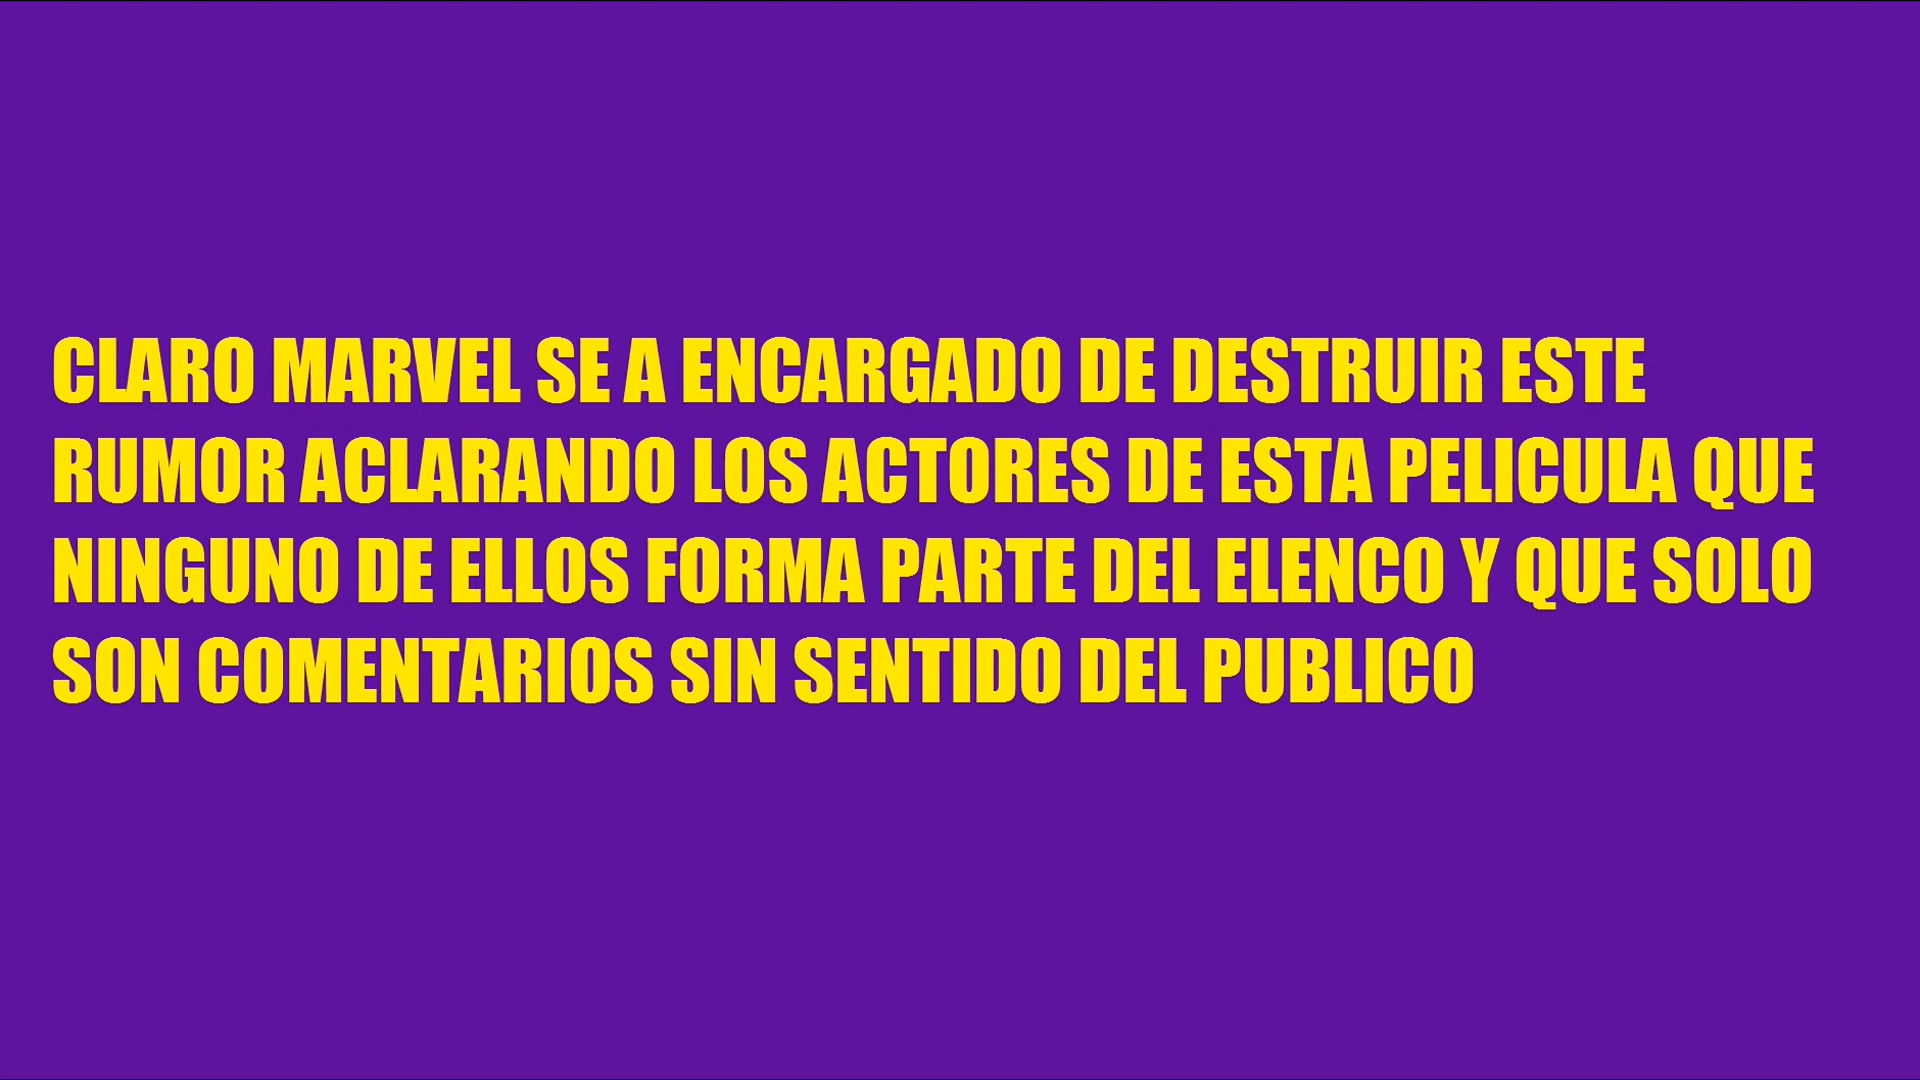 CLARO MARVEL SE A ENCARGADO DE DESTRUIR ESTE
RUMOR ACLARANDO LOS ACTORES DE ESTA PELICULA QUE
NINGUNO DE ELLOS FORMA PARTE DEL ELENCO Y QUE SOLO
SON COMENTARIOS SIN SENTIDO DEL PUBLICO